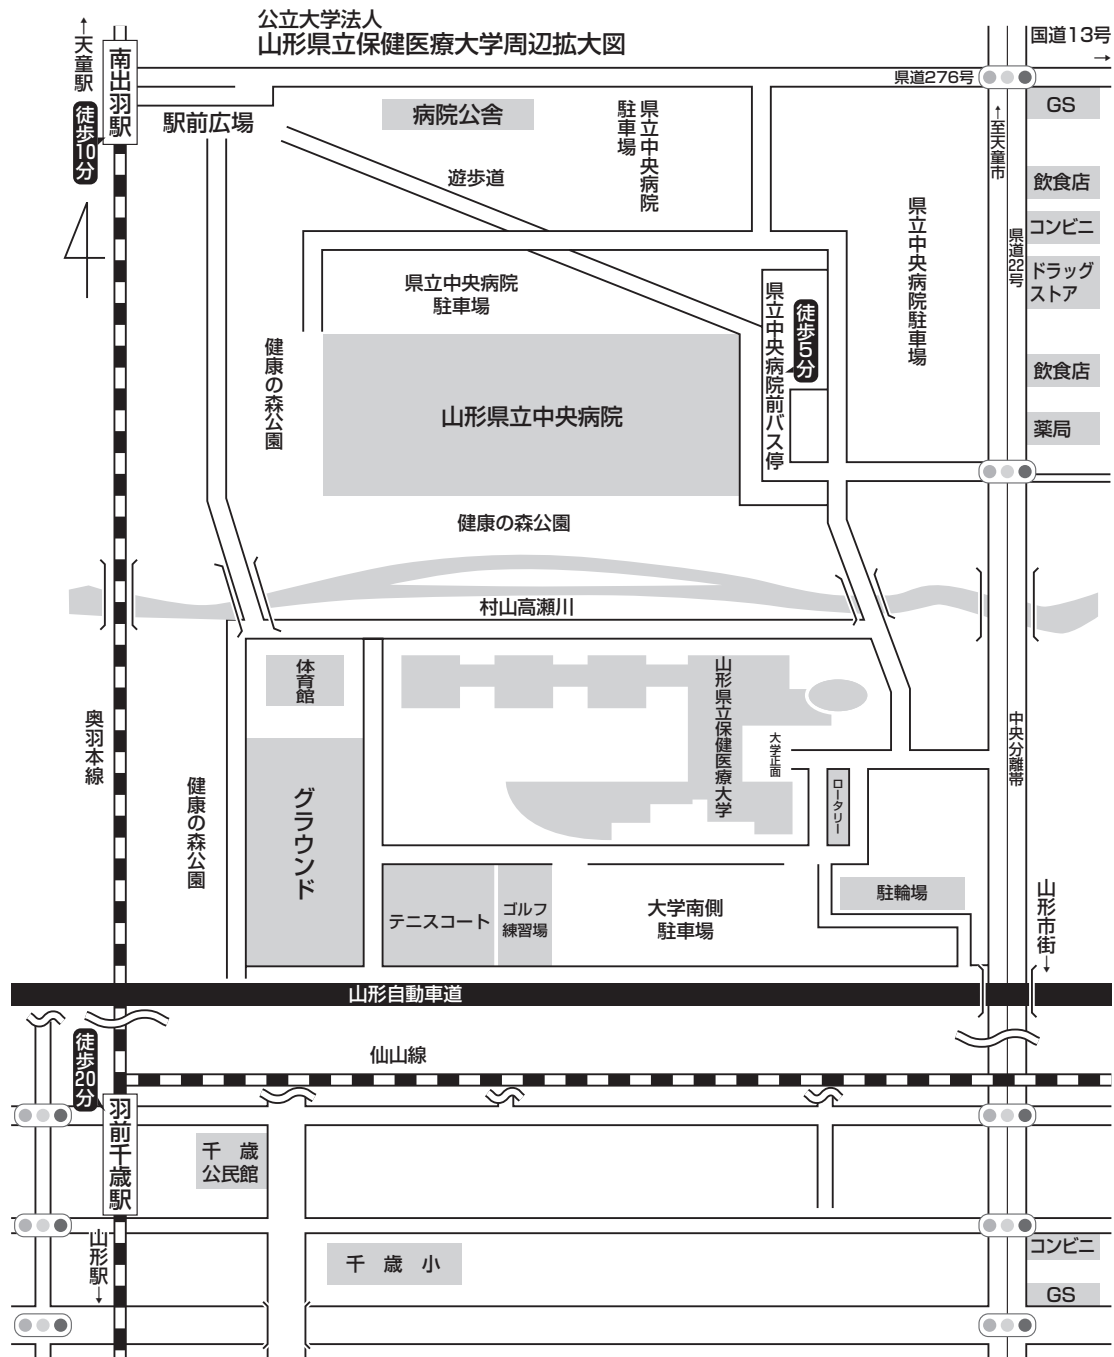 公立大学法人
山形県立保健医療大学周辺拡大図
↑天童駅
南出羽駅
徒歩10分
国道13号
→
県道276号
駅前広場
病院公舎
県立中央病院
駐車場
遊歩道
↑至天童市
GS
飲食店
コンビニ
ドラッグ
ストア
飲食店
薬局
県道22号
県立中央病院駐車場
県立中央病院
駐車場
県立中央病院前バス停
徒歩5分
健康の森公園
山形県立中央病院
健康の森公園
村山高瀬川
体育館
山形県立保健医療大学
大学正面
奥羽本線
中央分離帯
健康の森公園
グラウンド
ロータリー
テニスコート
ゴルフ
練習場
大学南側
駐車場
駐輪場
山形市街→
山形自動車道
徒歩20分
仙山線
羽前千歳駅
千 歳
公民館
山形駅→
千 歳 小
コンビニ
GS